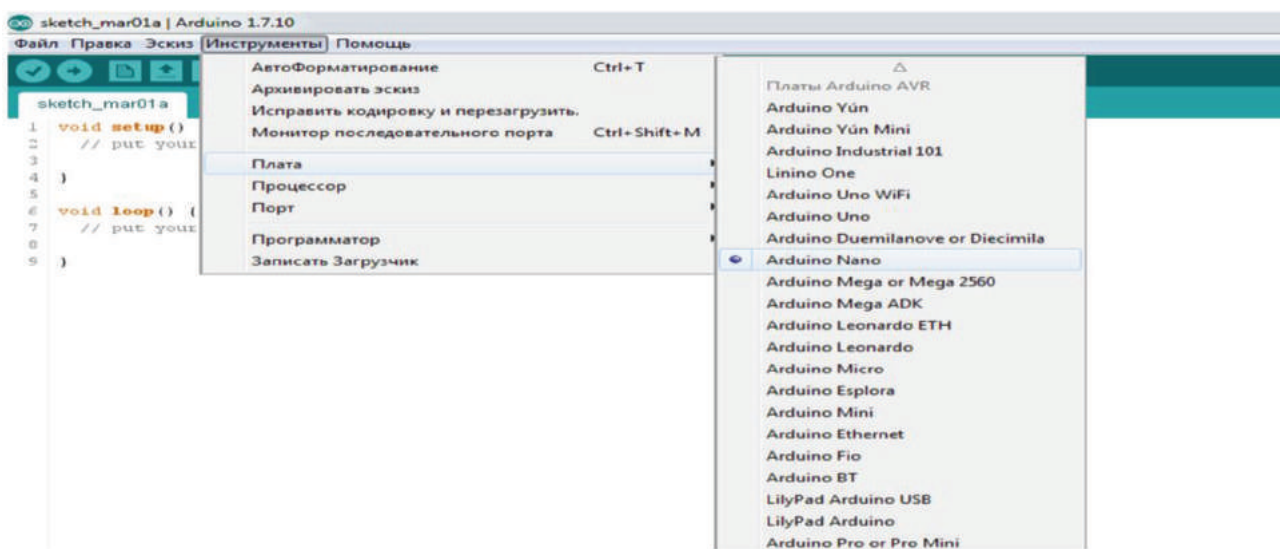 sketch_mar01a | Arduino 1.7.10
Файл Правка Эскиз Инструменты Помощь
sketch_mar01a
1 void setup()
2 // put your
3
4 }
5
6 void loop() {
7 // put your
8
9 }
АвтоФорматирование Ctrl+T
Архивировать эскиз
Исправить кодировку и перезагрузить.
Монитор последовательного порта Ctrl+Shift+M
Плата
Процессор
Порт
Программатор
Записать Загрузчик
Платы Arduino AVR
Arduino Yún
Arduino Yún Mini
Arduino Industrial 101
Linino One
Arduino Uno WiFi
Arduino Uno
Arduino Duemilanove or Diecimila
Arduino Nano
Arduino Mega or Mega 2560
Arduino Mega ADK
Arduino Leonardo ETH
Arduino Leonardo
Arduino Micro
Arduino Esplora
Arduino Mini
Arduino Ethernet
Arduino Fio
Arduino BT
LilyPad Arduino USB
LilyPad Arduino
Arduino Pro or Pro Mini